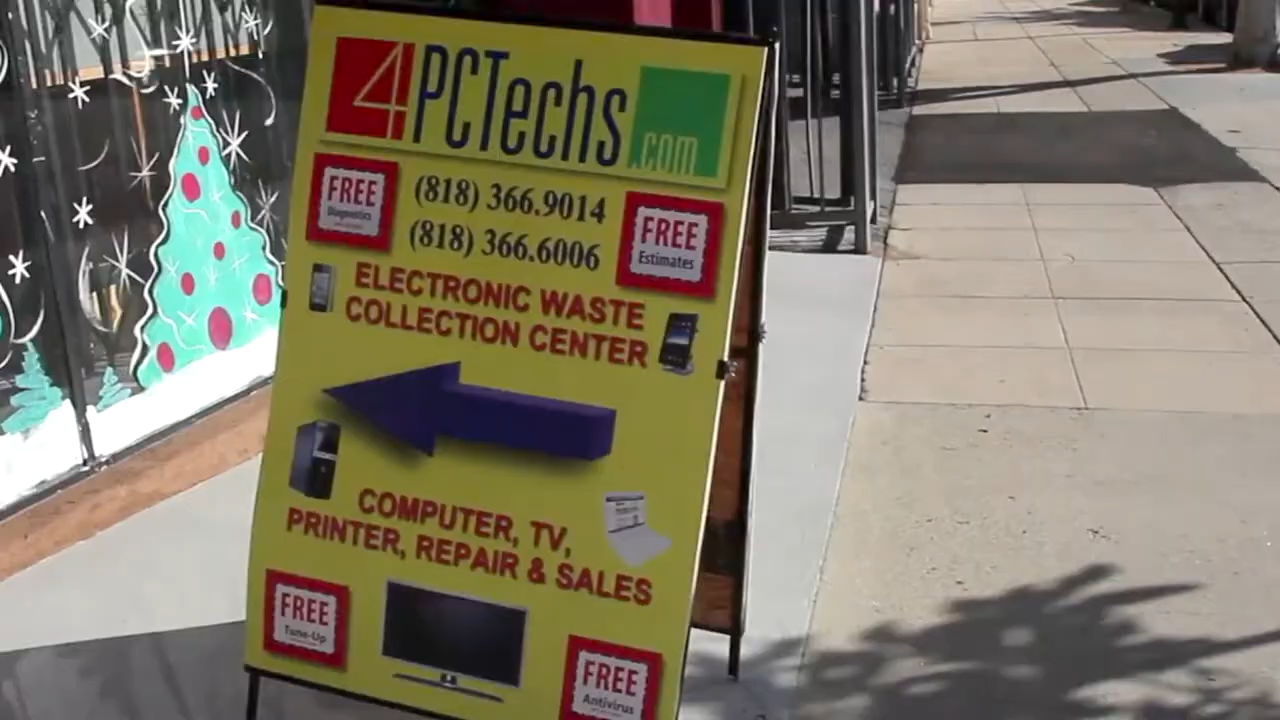 4PCTechs.com
FREE
Diagnostics
(818) 366.9014
(818) 366.6006
FREE
Estimates
ELECTRONIC WASTE
COLLECTION CENTER
COMPUTER, TV,
PRINTER, REPAIR & SALES
FREE
Tune-Up
FREE
Antivirus